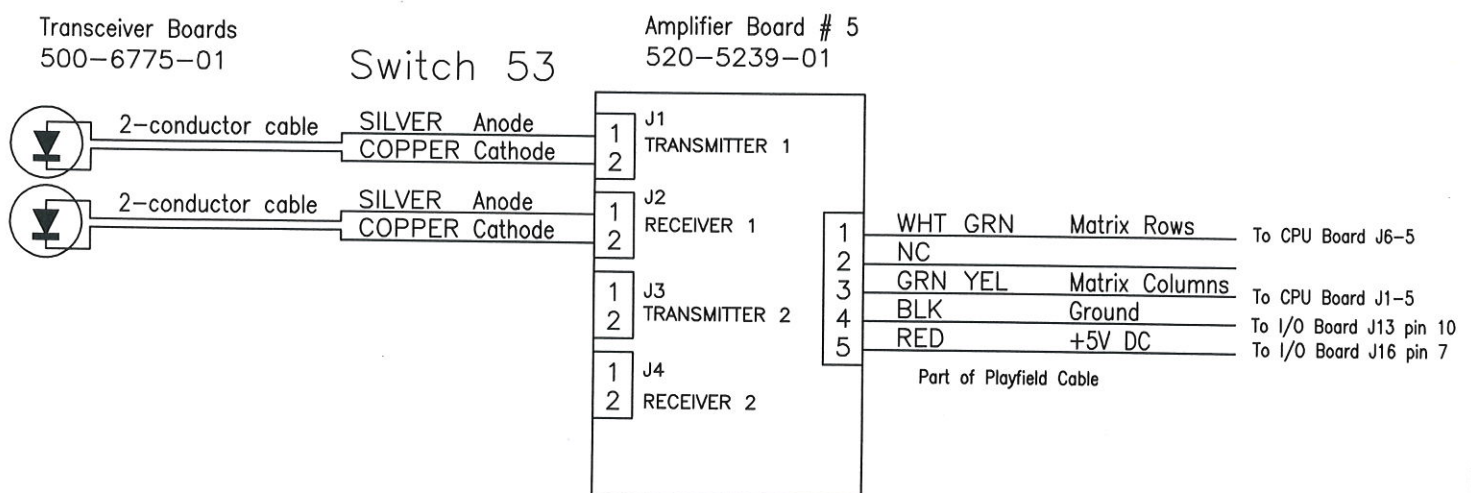 Transceiver Boards
500-6775-01
Switch 53
Amplifier Board # 5
520-5239-01
2-conductor cable
SILVER Anode
COPPER Cathode
1
2
J1
TRANSMITTER 1
2-conductor cable
SILVER Anode
COPPER Cathode
1
2
J2
RECEIVER 1
1
2
J3
TRANSMITTER 2
1
2
J4
RECEIVER 2
1 WHT GRN Matrix Rows To CPU Board J6-5
2 NC
3 GRN YEL Matrix Columns To CPU Board J1-5
4 BLK Ground To I/O Board J13 pin 10
5 RED +5V DC To I/O Board J16 pin 7
Part of Playfield Cable